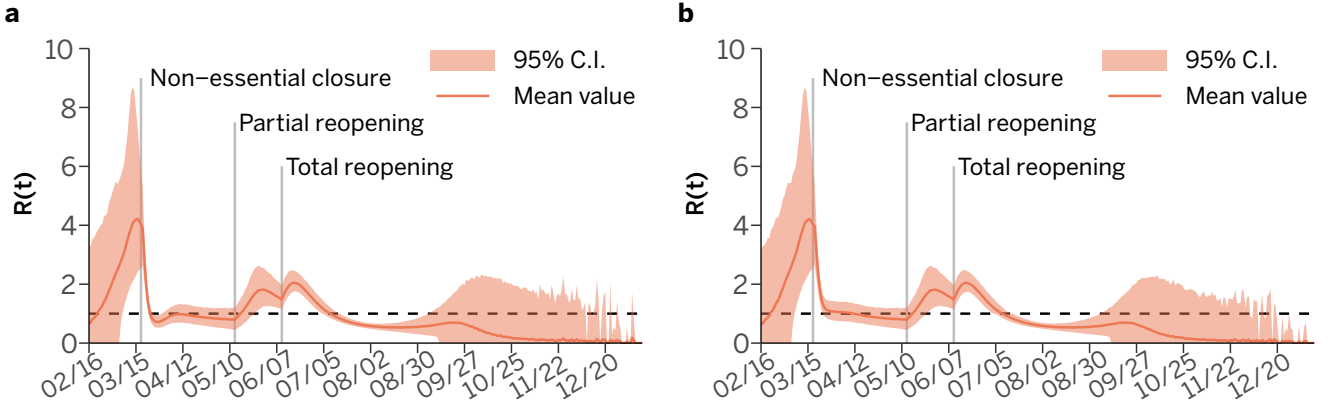 a
R(t)
10
8
6
4
2
0
95% C.I.
Mean value
Non–essential closure
Partial reopening
Total reopening
02/16 03/15 04/12 05/10 06/07 07/05 08/02 08/30 09/27 10/25 11/22 12/20
b
R(t)
10
8
6
4
2
0
95% C.I.
Mean value
Non–essential closure
Partial reopening
Total reopening
02/16 03/15 04/12 05/10 06/07 07/05 08/02 08/30 09/27 10/25 11/22 12/20